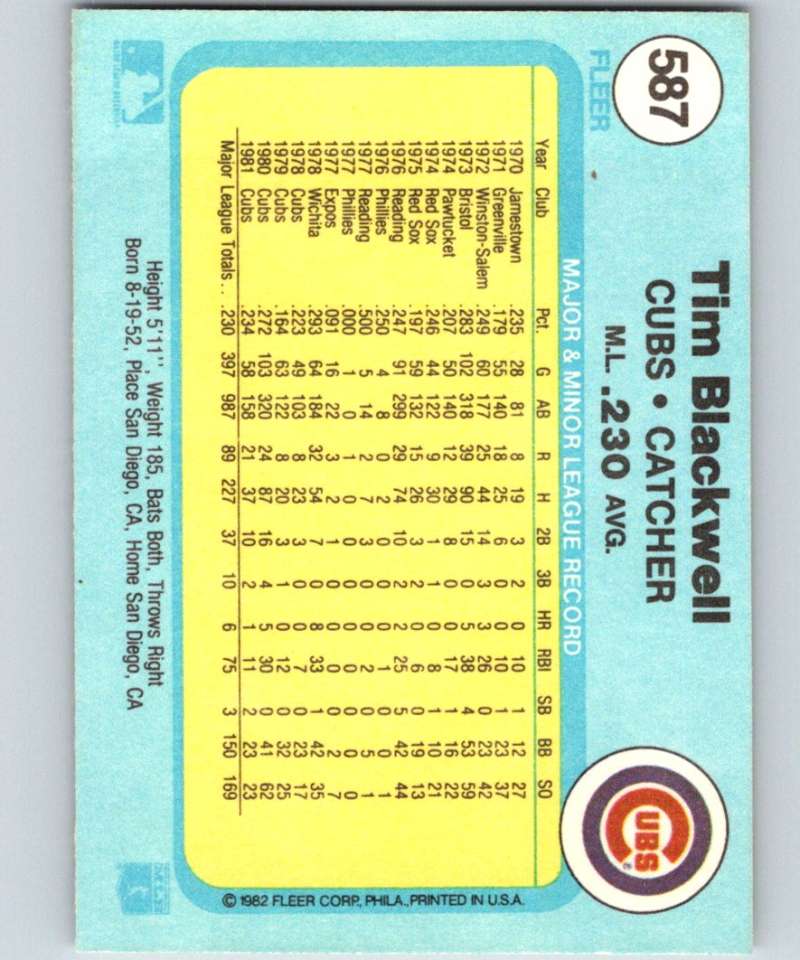 587
FLEER
Tim Blackwell
CUBS • CATCHER
M.L. .230 AVG.
CUBS
MAJOR & MINOR LEAGUE RECORD
Year Club Pct. G AB R H 2B 3B HR RBI SB BB SO
1970 Jamestown .235 28 81 8 19 3 2 0 10 1 12 27
1971 Greenville .179 55 140 18 25 6 0 0 10 1 23 37
1972 Winston-Salem .249 60 177 25 44 14 3 3 26 0 23 42
1973 Bristol .283 102 318 39 90 15 0 5 38 4 53 59
1974 Pawtucket .207 50 140 12 29 8 0 0 17 1 16 22
1974 Red Sox .246 44 122 9 30 1 1 0 8 1 10 21
1975 Red Sox .197 59 132 15 26 3 2 0 6 0 19 13
1976 Reading .247 91 299 29 74 10 2 2 25 5 42 44
1976 Phillies .250 4 8 0 2 0 0 0 1 0 0 1
1977 Reading .500 5 14 2 7 3 0 0 2 0 5 1
1977 Phillies .000 1 0 1 0 0 0 0 0 0 0 0
1977 Expos .091 16 22 3 2 1 0 0 0 0 2 7
1978 Wichita .293 64 184 32 54 7 0 8 33 1 42 35
1978 Cubs .223 49 103 8 23 3 0 0 7 0 23 17
1979 Cubs .164 63 122 8 20 3 1 0 12 0 32 25
1980 Cubs .272 103 320 24 87 16 4 5 30 0 41 62
1981 Cubs .234 58 158 21 37 10 2 1 11 2 23 23
Major League Totals . . .230 397 987 89 227 37 10 6 75 3 150 169
© 1982 FLEER CORP., PHILA., PRINTED IN U.S.A.
Height 5'11", Weight 185, Bats Both, Throws Right
Born 8-19-52, Place San Diego, CA, Home San Diego, CA